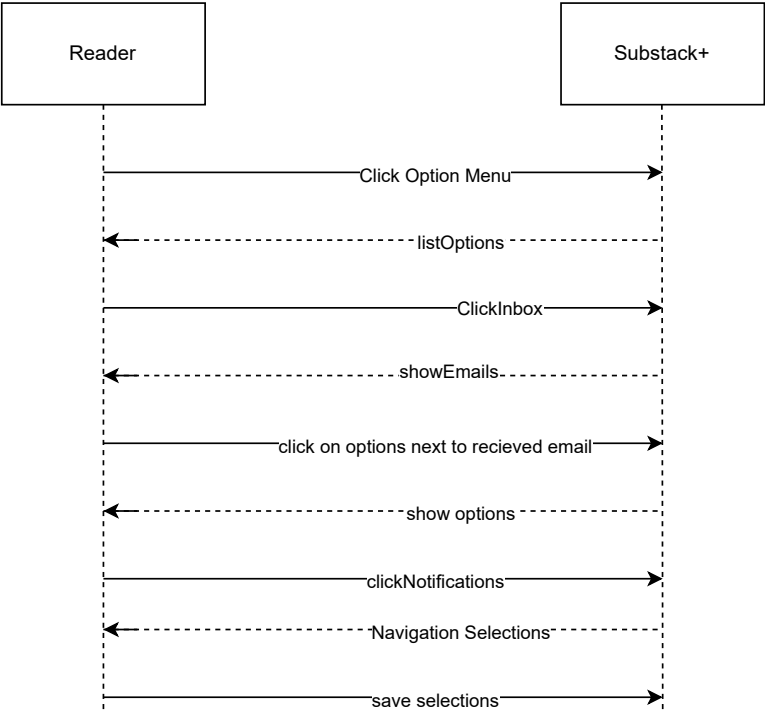 Reader
Substack+
Click Option Menu
listOptions
ClickInbox
showEmails
click on options next to recieved email
show options
clickNotifications
Navigation Selections
save selections